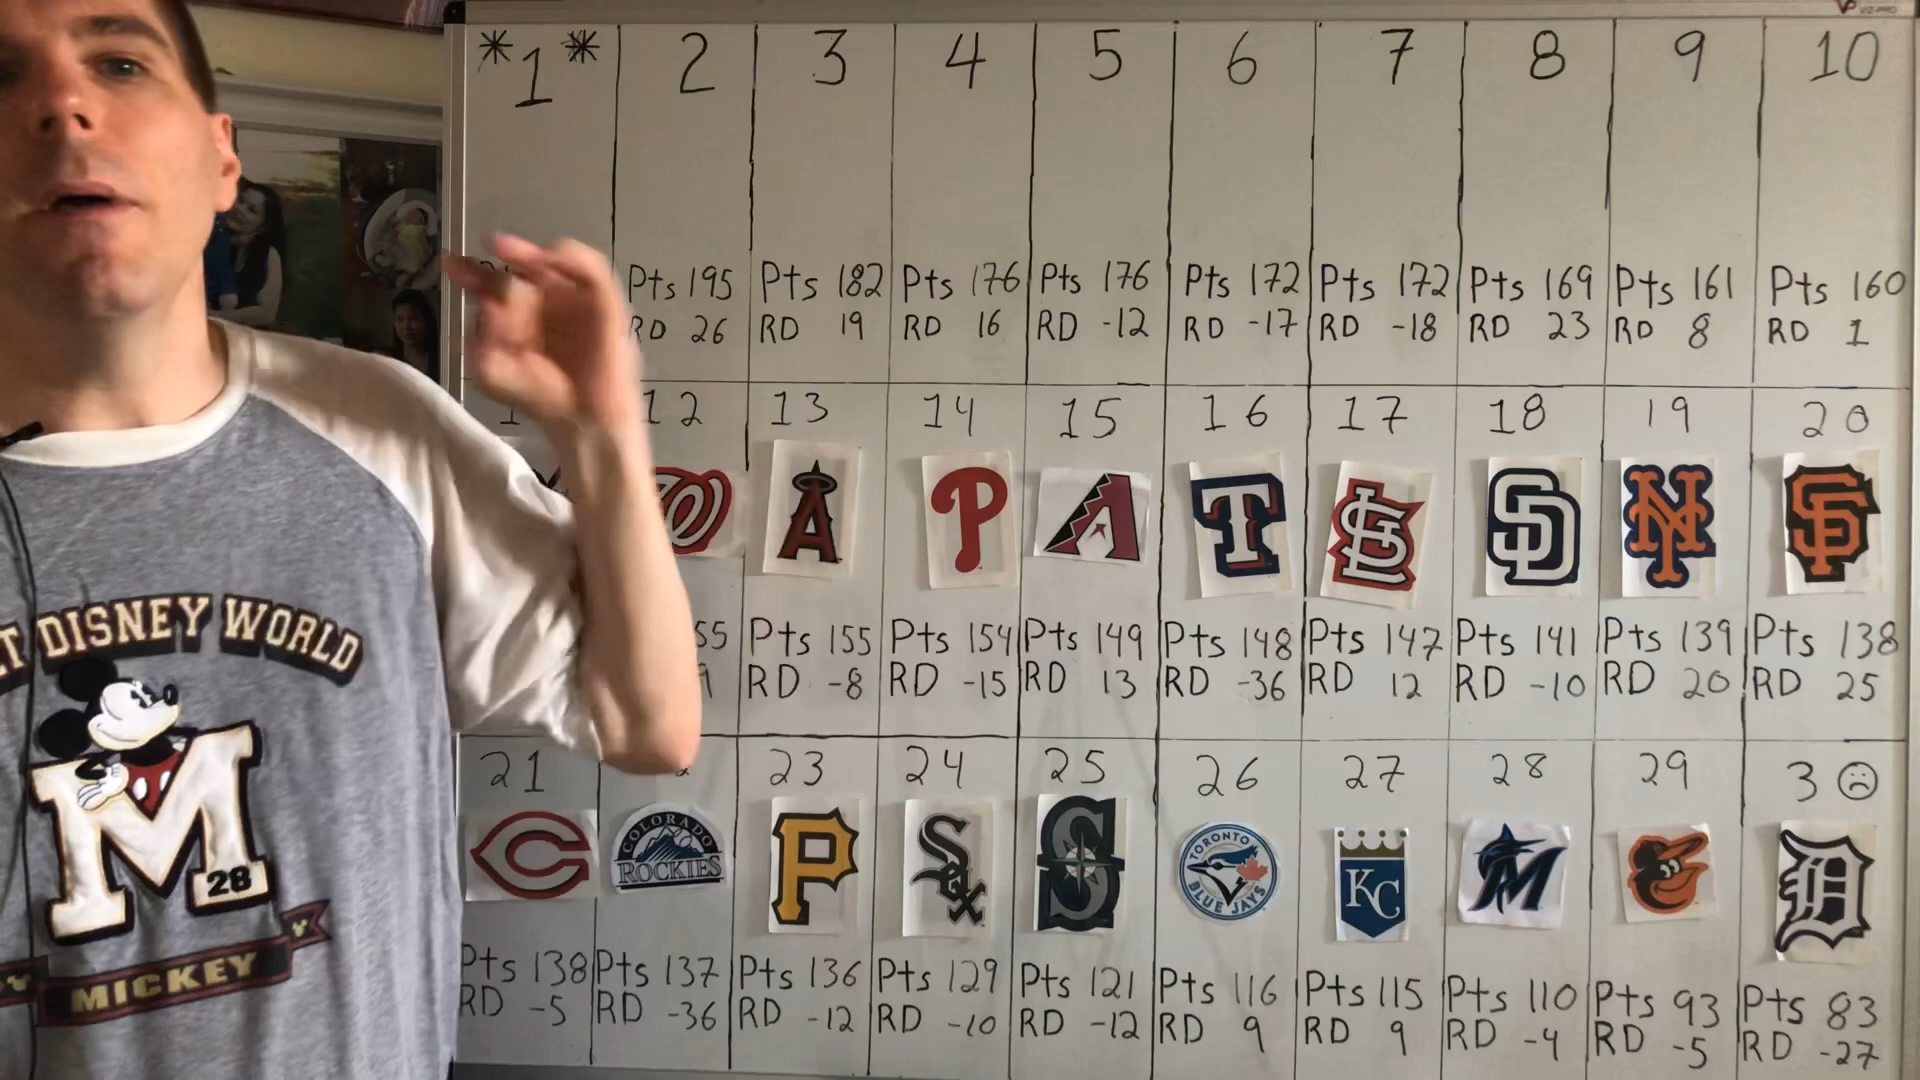 *1* 2 3 4 5 6 7 8 9 10
Pts 195 Pts 182 Pts 176 Pts 176 Pts 172 Pts 172 Pts 169 Pts 161 Pts 160
RD 26 RD 19 RD 16 RD -12 RD -17 RD -18 RD 23 RD 8 RD 1
12 13 14 15 16 17 18 19 20
W A P A T StL SD NY SF
55 Pts 155 Pts 154 Pts 149 Pts 148 Pts 147 Pts 141 Pts 139 Pts 138
RD -8 RD -15 RD 13 RD -36 RD 12 RD -10 RD 20 RD 25
21 23 24 25 26 27 28 29 3
C COLORADO ROCKIES P Sox S TORONTO BLUE JAYS KC M D
Pts 138 Pts 137 Pts 136 Pts 129 Pts 121 Pts 116 Pts 115 Pts 110 Pts 93 Pts 83
RD -5 RD -36 RD -12 RD -10 RD -12 RD 9 RD 9 RD -4 RD -5 RD -27
DISNEY WORLD
M
28
MICKEY